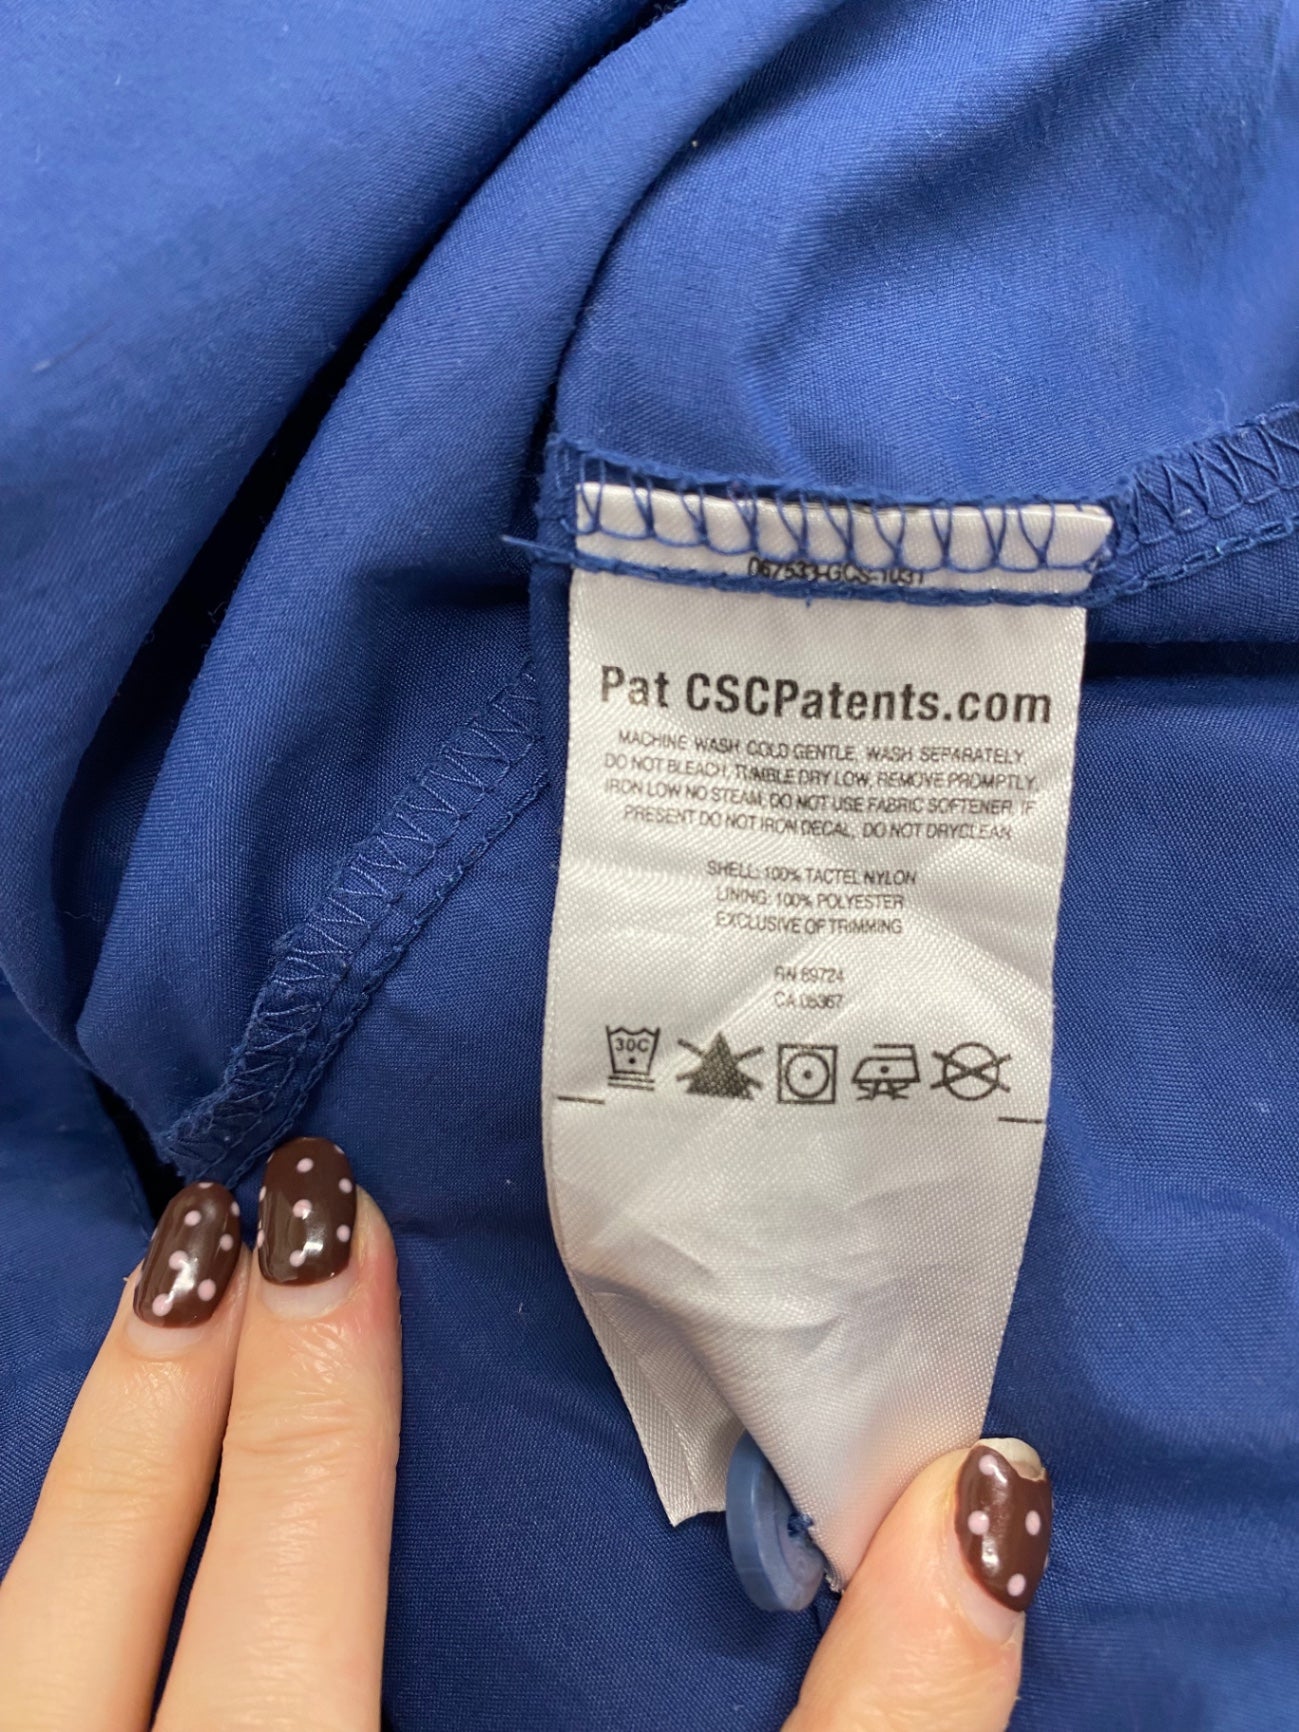 067533-GCS-1031
Pat CSCPatents.com
MACHINE WASH COLD GENTLE, WASH SEPARATELY,
DO NOT BLEACH, TUMBLE DRY LOW, REMOVE PROMPTLY,
IRON LOW NO STEAM, DO NOT USE FABRIC SOFTENER, IF
PRESENT DO NOT IRON DECAL, DO NOT DRYCLEAN
SHELL: 100% TACTEL NYLON
LINING: 100% POLYESTER
EXCLUSIVE OF TRIMMING
RN 69724
CA 05367
30C